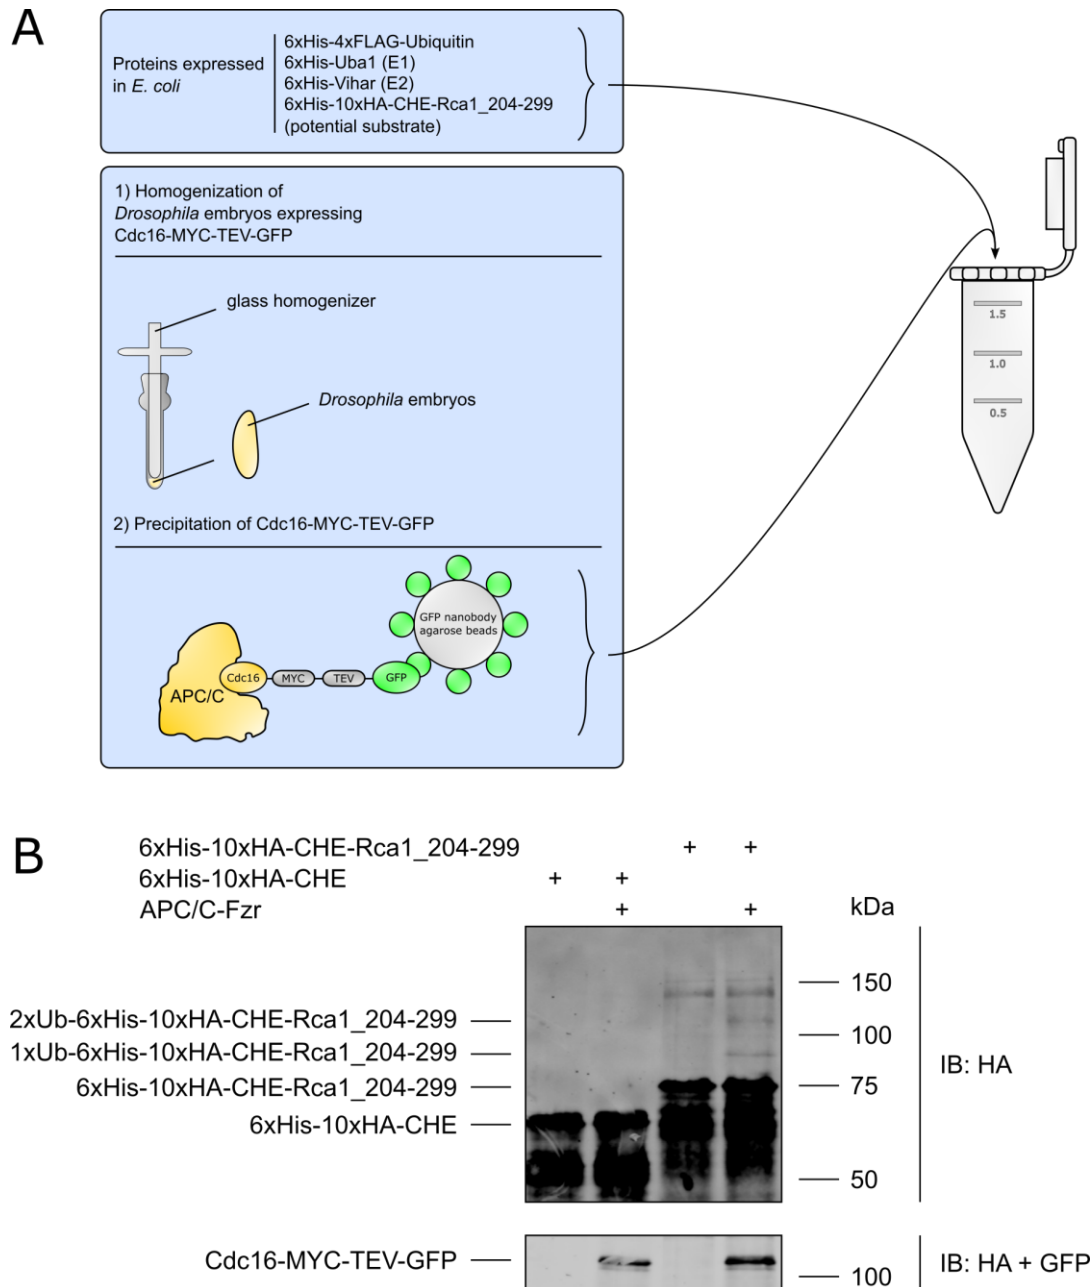 A
Proteins expressed
in E. coli
6xHis-4xFLAG-Ubiquitin
6xHis-Uba1 (E1)
6xHis-Vihar (E2)
6xHis-10xHA-CHE-Rca1_204-299
(potential substrate)
1) Homogenization of
Drosophila embryos expressing
Cdc16-MYC-TEV-GFP
glass homogenizer
Drosophila embryos
2) Precipitation of Cdc16-MYC-TEV-GFP
GFP nanobody
agarose beads
APC/C
Cdc16
MYC
TEV
GFP
1.5
1.0
0.5
B
6xHis-10xHA-CHE-Rca1_204-299 + +
6xHis-10xHA-CHE + +
APC/C-Fzr + + kDa
150
2xUb-6xHis-10xHA-CHE-Rca1_204-299
100
1xUb-6xHis-10xHA-CHE-Rca1_204-299
IB: HA
6xHis-10xHA-CHE-Rca1_204-299
75
6xHis-10xHA-CHE
50
Cdc16-MYC-TEV-GFP
IB: HA + GFP
100